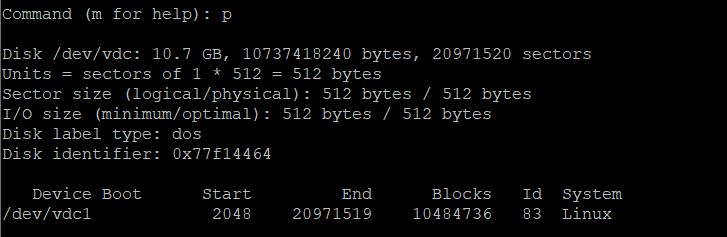 Command (m for help): p
Disk /dev/vdc: 10.7 GB, 10737418240 bytes, 20971520 sectors
Units = sectors of 1 * 512 = 512 bytes
Sector size (logical/physical): 512 bytes / 512 bytes
I/O size (minimum/optimal): 512 bytes / 512 bytes
Disk label type: dos
Disk identifier: 0x77f14464
Device Boot Start End Blocks Id System
/dev/vdc1 2048 20971519 10484736 83 Linux